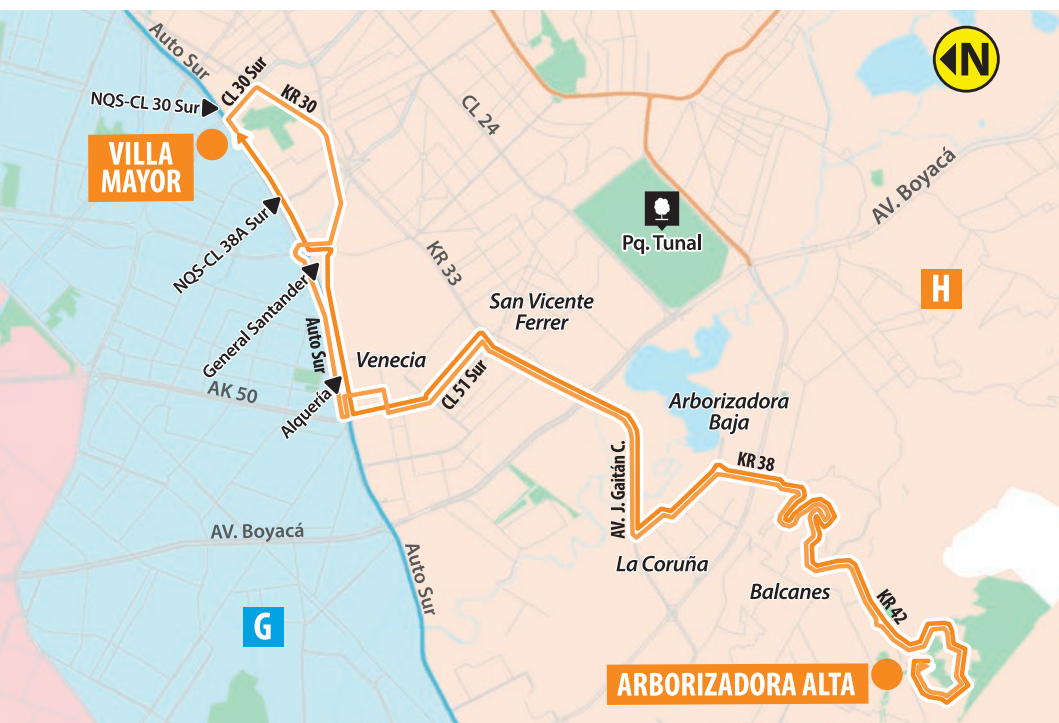 Auto Sur
N
CL 30 Sur
KR 30
NQS-CL 30 Sur
CL 24
VILLA
MAYOR
AV. Boyacá
NQS-CL 38A Sur
Pq. Tunal
KR 33
General Santander
H
San Vicente
Ferrer
Auto Sur
Venecia
CL 51 Sur
AK 50
Alquería
Arborizadora
Baja
KR 38
AV. J. Gaitán C.
AV. Boyacá
Auto Sur
La Coruña
Balcanes
KR 42
G
ARBORIZADORA ALTA